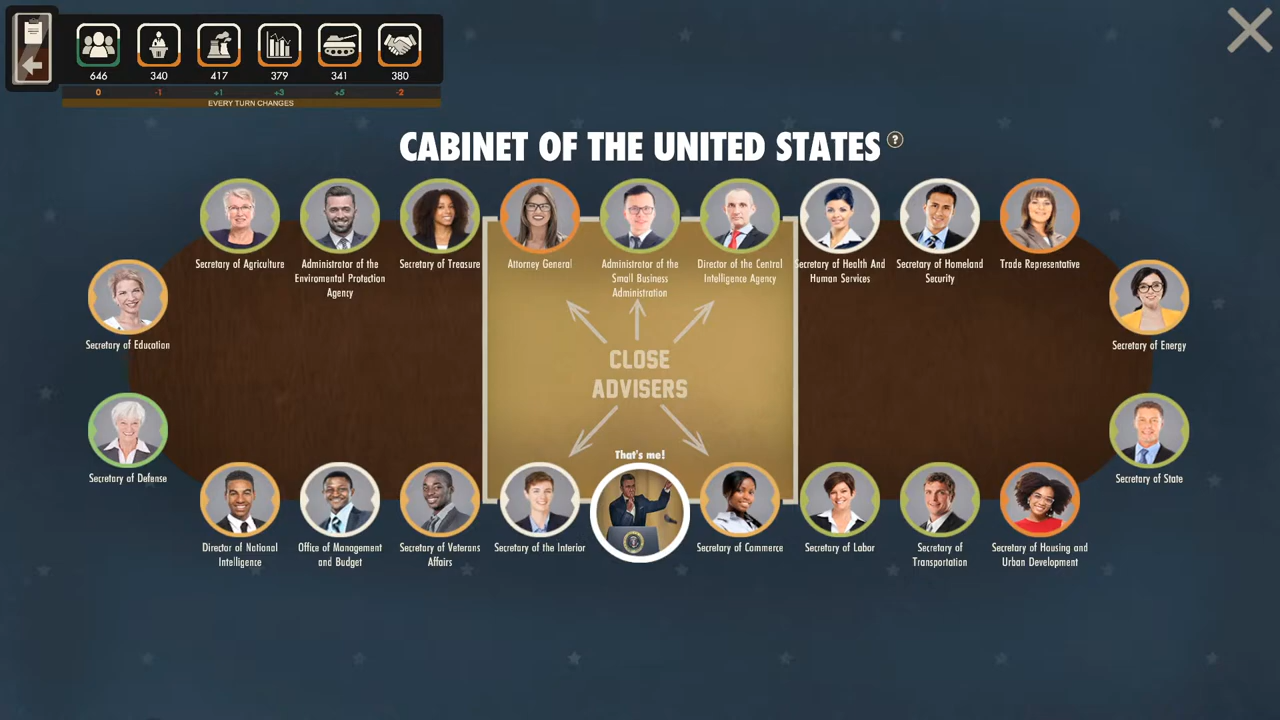 646 340 417 379 341 380
0 -1 +1 +3 +5 -2
EVERY TURN CHANGES
CABINET OF THE UNITED STATES ?
Secretary of Agriculture
Administrator of the
Enviromental Protection
Agency
Secretary of Treasure
Attorney General
Administrator of the
Small Business
Administration
Director of the Central
Intelligence Agency
Secretary of Health And
Human Services
Secretary of Homeland
Security
Trade Representative
Secretary of Education
Secretary of Energy
CLOSE
ADVISERS
That's me!
Secretary of Defense
Secretary of State
Director of National
Intelligence
Office of Management
and Budget
Secretary of Veterans
Affairs
Secretary of the Interior
Secretary of Commerce
Secretary of Labor
Secretary of
Transportation
Secretary of Housing and
Urban Development